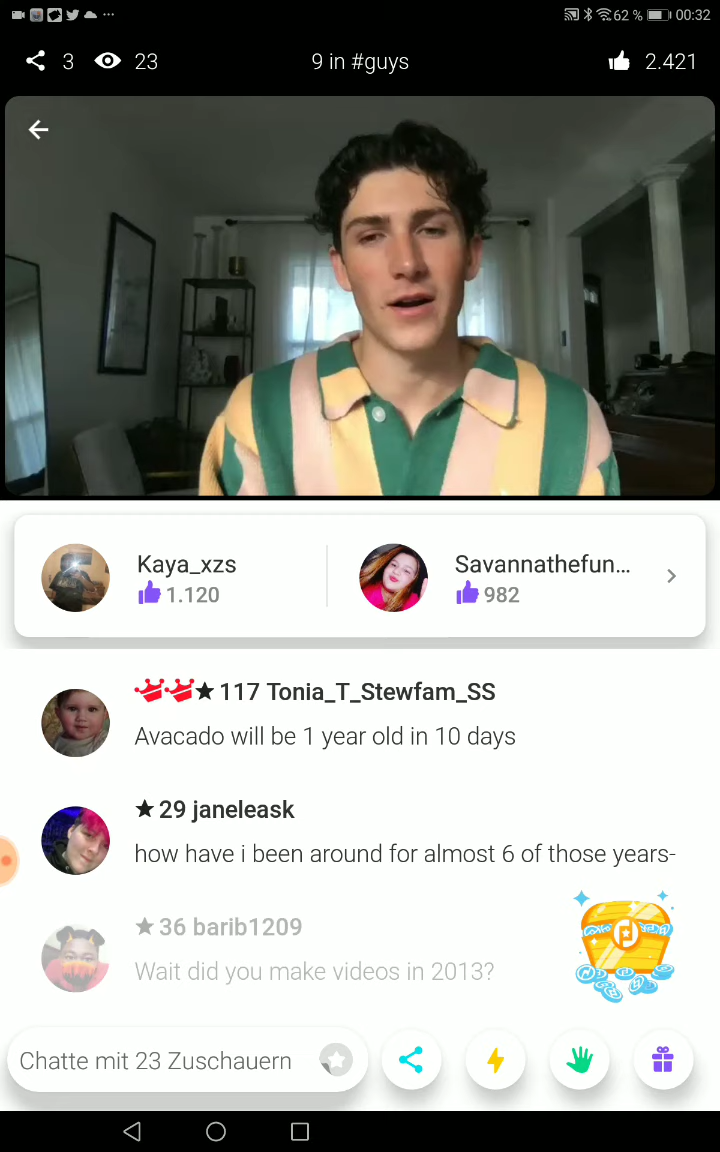 62 % 00:32
3 23 9 in #guys 2.421
Kaya_xzs Savannathefun...
1.120 982
117 Tonia_T_Stewfam_SS
Avacado will be 1 year old in 10 days
29 janeleask
how have i been around for almost 6 of those years-
36 barib1209
Wait did you make videos in 2013?
Chatte mit 23 Zuschauern